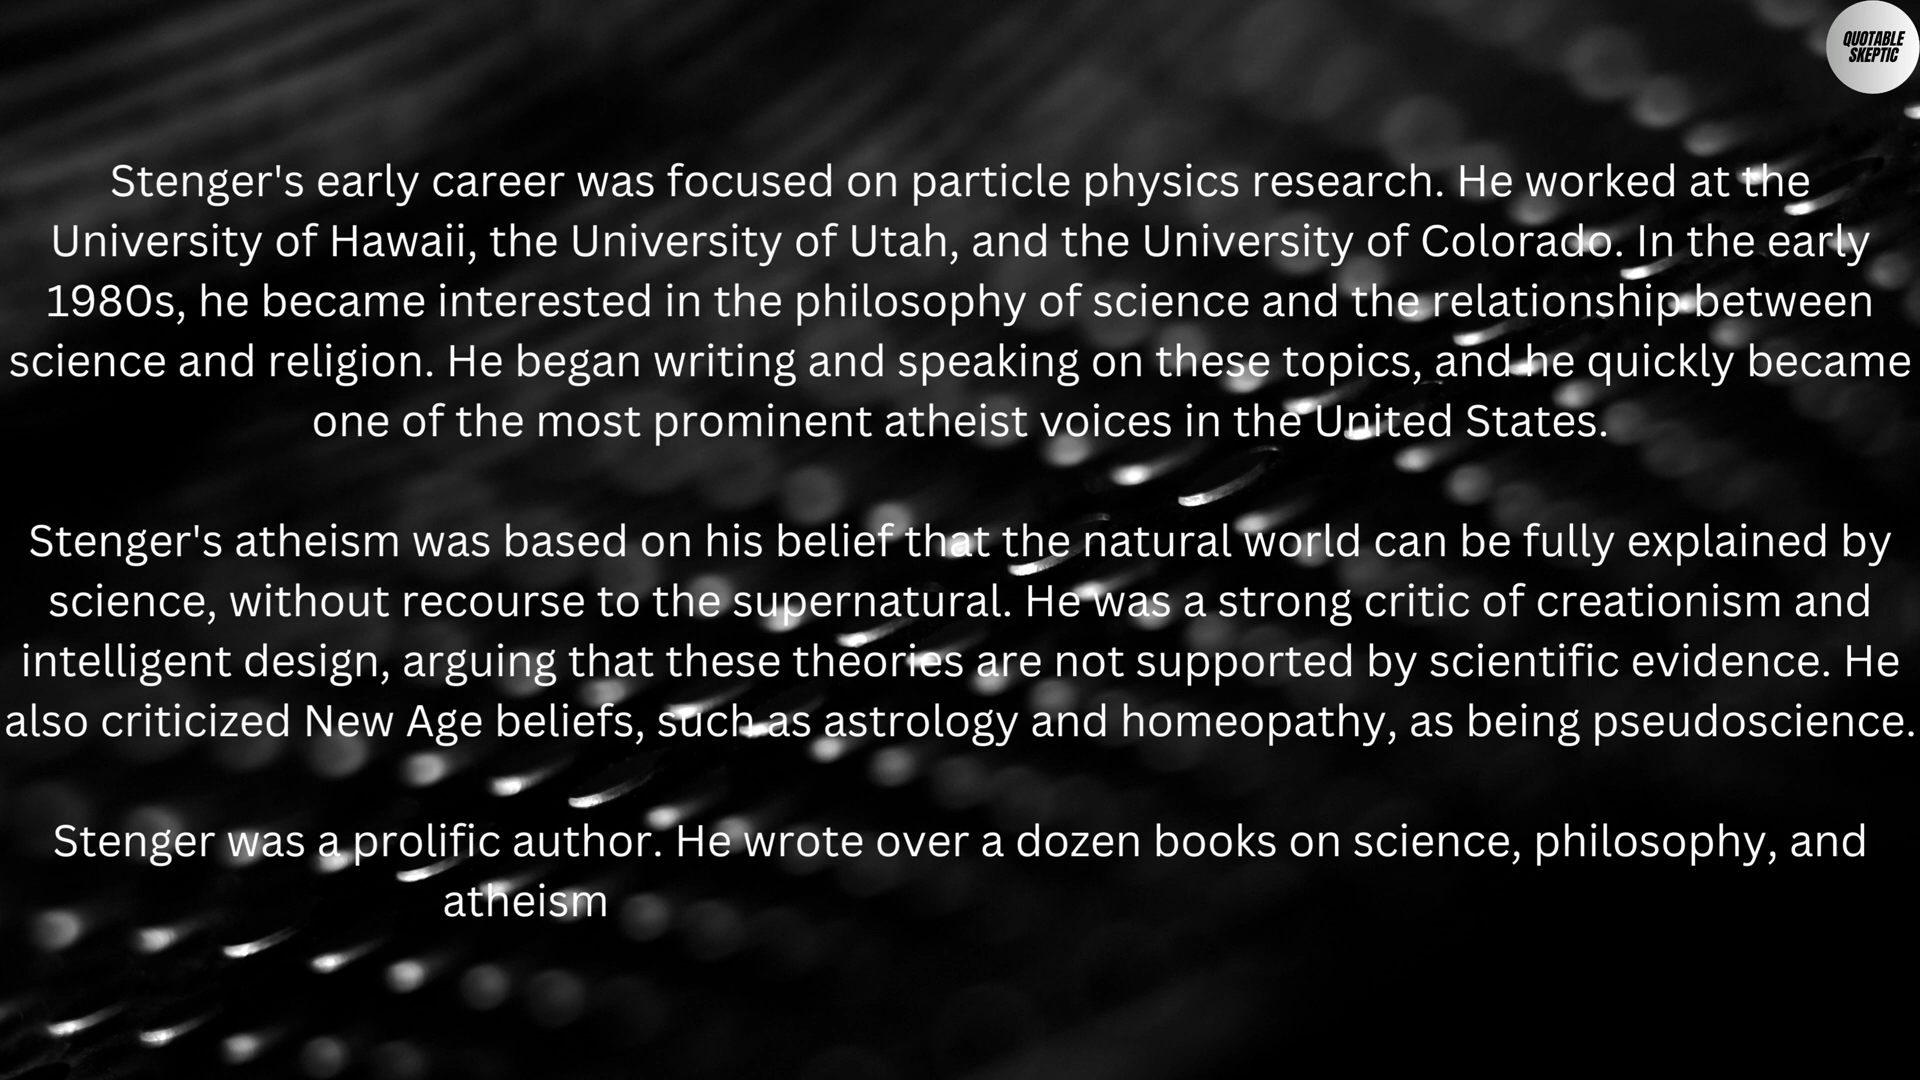 QUOTABLE
SKEPTIC
Stenger's early career was focused on particle physics research. He worked at the
University of Hawaii, the University of Utah, and the University of Colorado. In the early
1980s, he became interested in the philosophy of science and the relationship between
science and religion. He began writing and speaking on these topics, and he quickly became
one of the most prominent atheist voices in the United States.
Stenger's atheism was based on his belief that the natural world can be fully explained by
science, without recourse to the supernatural. He was a strong critic of creationism and
intelligent design, arguing that these theories are not supported by scientific evidence. He
also criticized New Age beliefs, such as astrology and homeopathy, as being pseudoscience.
Stenger was a prolific author. He wrote over a dozen books on science, philosophy, and
atheism